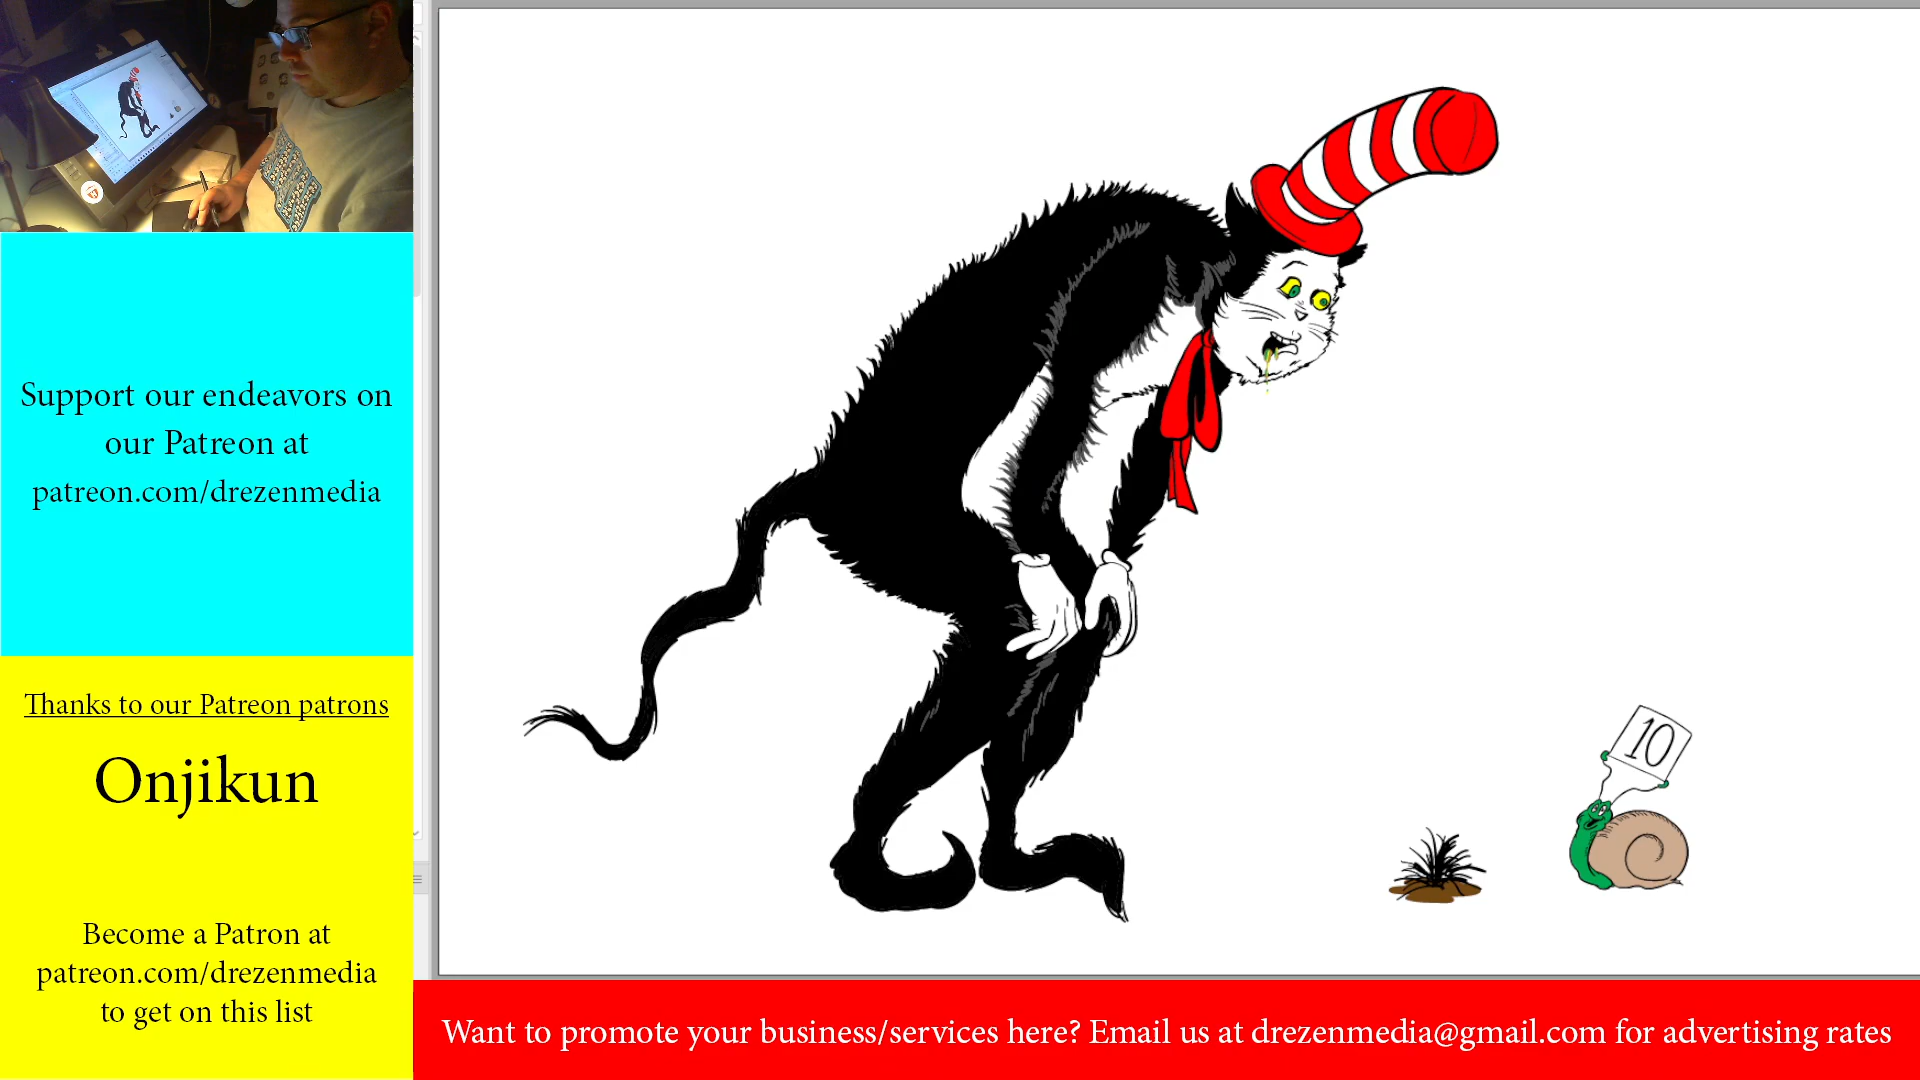 Support our endeavors on
our Patreon at
patreon.com/drezenmedia
Thanks to our Patreon patrons
Onjikun
Become a Patron at
patreon.com/drezenmedia
to get on this list
10
Want to promote your business/services here? Email us at drezenmedia@gmail.com for advertising rates